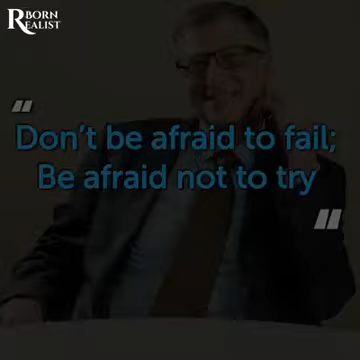 BORN
REALIST
“
Don't be afraid to fail;
Be afraid not to try
”